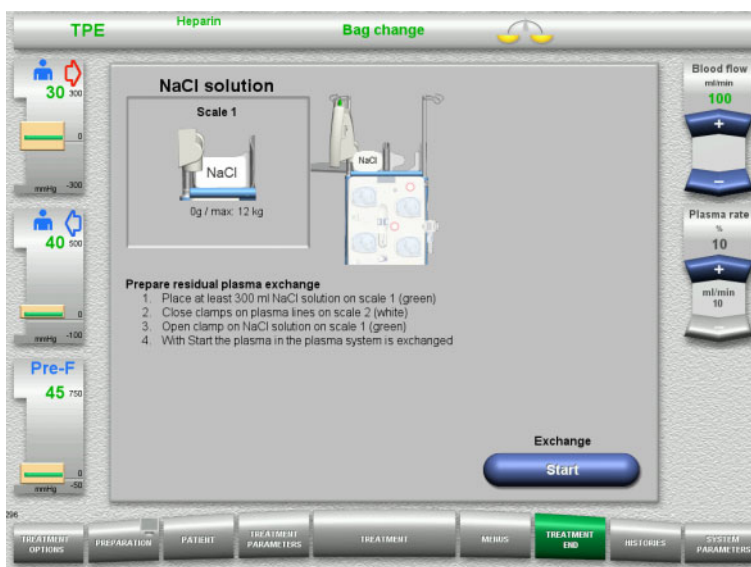 TPE
Heparin
Bag change
30 300
0
mmHg -300
40 500
0
mmHg -100
Pre-F
45 750
0
mmHg -50
NaCl solution
Scale 1
NaCl
0g / max: 12 kg
NaCl
Prepare residual plasma exchange
1. Place at least 300 ml NaCl solution on scale 1 (green)
2. Close clamps on plasma lines on scale 2 (white)
3. Open clamp on NaCl solution on scale 1 (green)
4. With Start the plasma in the plasma system is exchanged
Exchange
Start
Blood flow
ml/min
100
+
−
Plasma rate
%
10
+
ml/min
10
−
296
TREATMENT
OPTIONS
PREPARATION
PATIENT
TREATMENT
PARAMETERS
TREATMENT
MENUS
TREATMENT
END
HISTORIES
SYSTEM
PARAMETERS